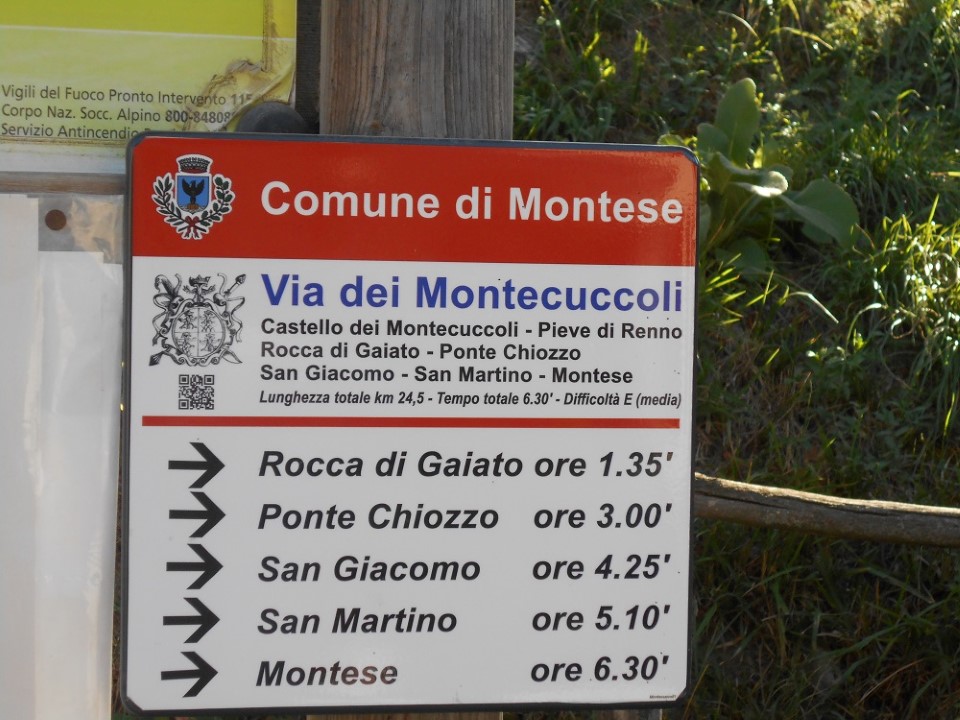 Vigili del Fuoco Pronto Intervento 115
Corpo Naz. Socc. Alpino
Servizio Antincendio
Comune di Montese
Via dei Montecuccoli
Castello dei Montecuccoli - Pieve di Renno
Rocca di Gaiato - Ponte Chiozzo
San Giacomo - San Martino - Montese
Lunghezza totale km 24,5 - Tempo totale 6.30' - Difficoltà E (media)
Rocca di Gaiato ore 1.35'
Ponte Chiozzo ore 3.00'
San Giacomo ore 4.25'
San Martino ore 5.10'
Montese ore 6.30'